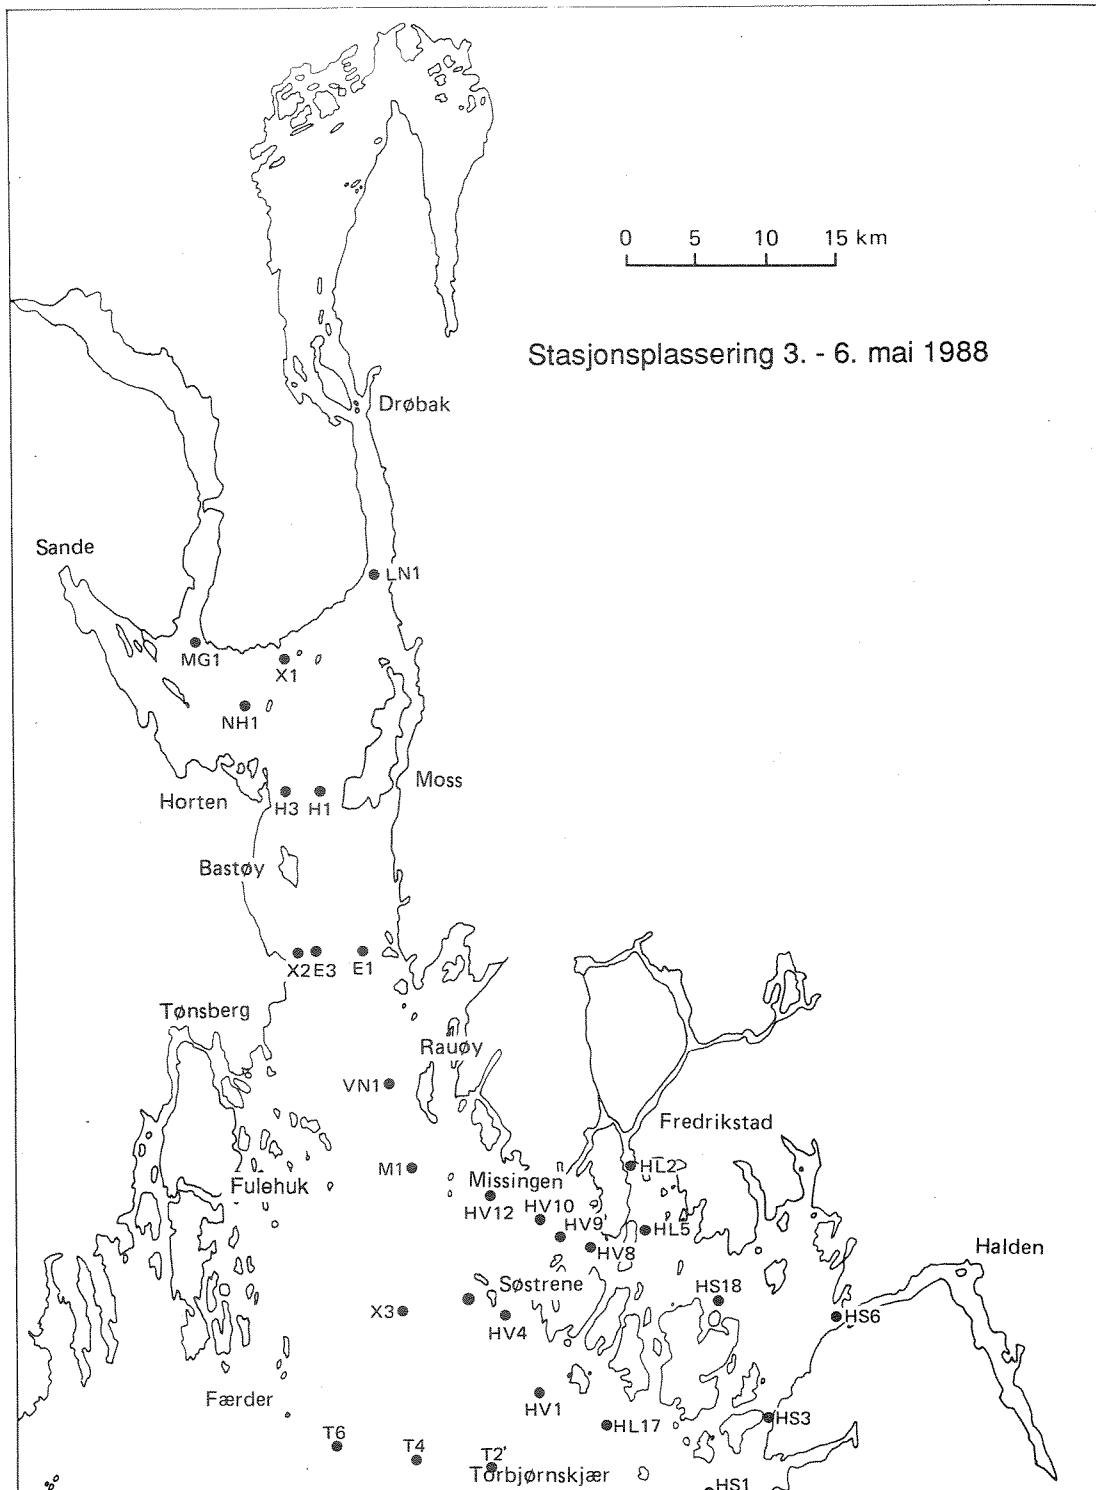 0 5 10 15 km
Stasjonsplassering 3. - 6. mai 1988
Drøbak
Sande
LN1
MG1
X1
NH1
Moss
Horten
H3
H1
Bastøy
X2
E3
E1
Tønsberg
Rauøy
VN1
Fredrikstad
M1
Missingen
HL2
Fulehuk
HV12
HV10
HV9'
HL5
HV8
Halden
Søstrene
HS18
X3
HV4
HS6
Færder
HV1
HL17
HS3
T6
T4
T2'
Torbjørnskjær
HS1